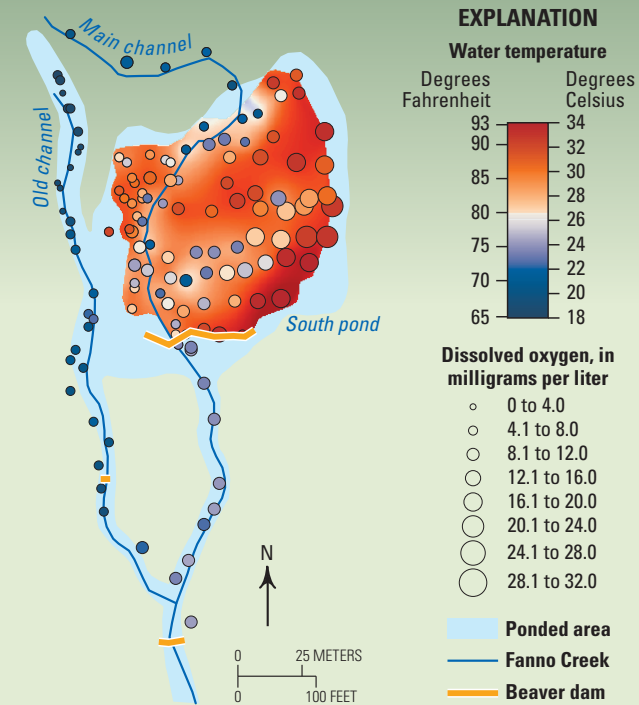 Main channel
Old channel
South pond
N
0 25 METERS
0 100 FEET
EXPLANATION
Water temperature
Degrees Fahrenheit
Degrees Celsius
93 34
90 32
85 30
28
80 26
75 24
70 22
20
65 18
Dissolved oxygen, in
milligrams per liter
0 to 4.0
4.1 to 8.0
8.1 to 12.0
12.1 to 16.0
16.1 to 20.0
20.1 to 24.0
24.1 to 28.0
28.1 to 32.0
Ponded area
Fanno Creek
Beaver dam